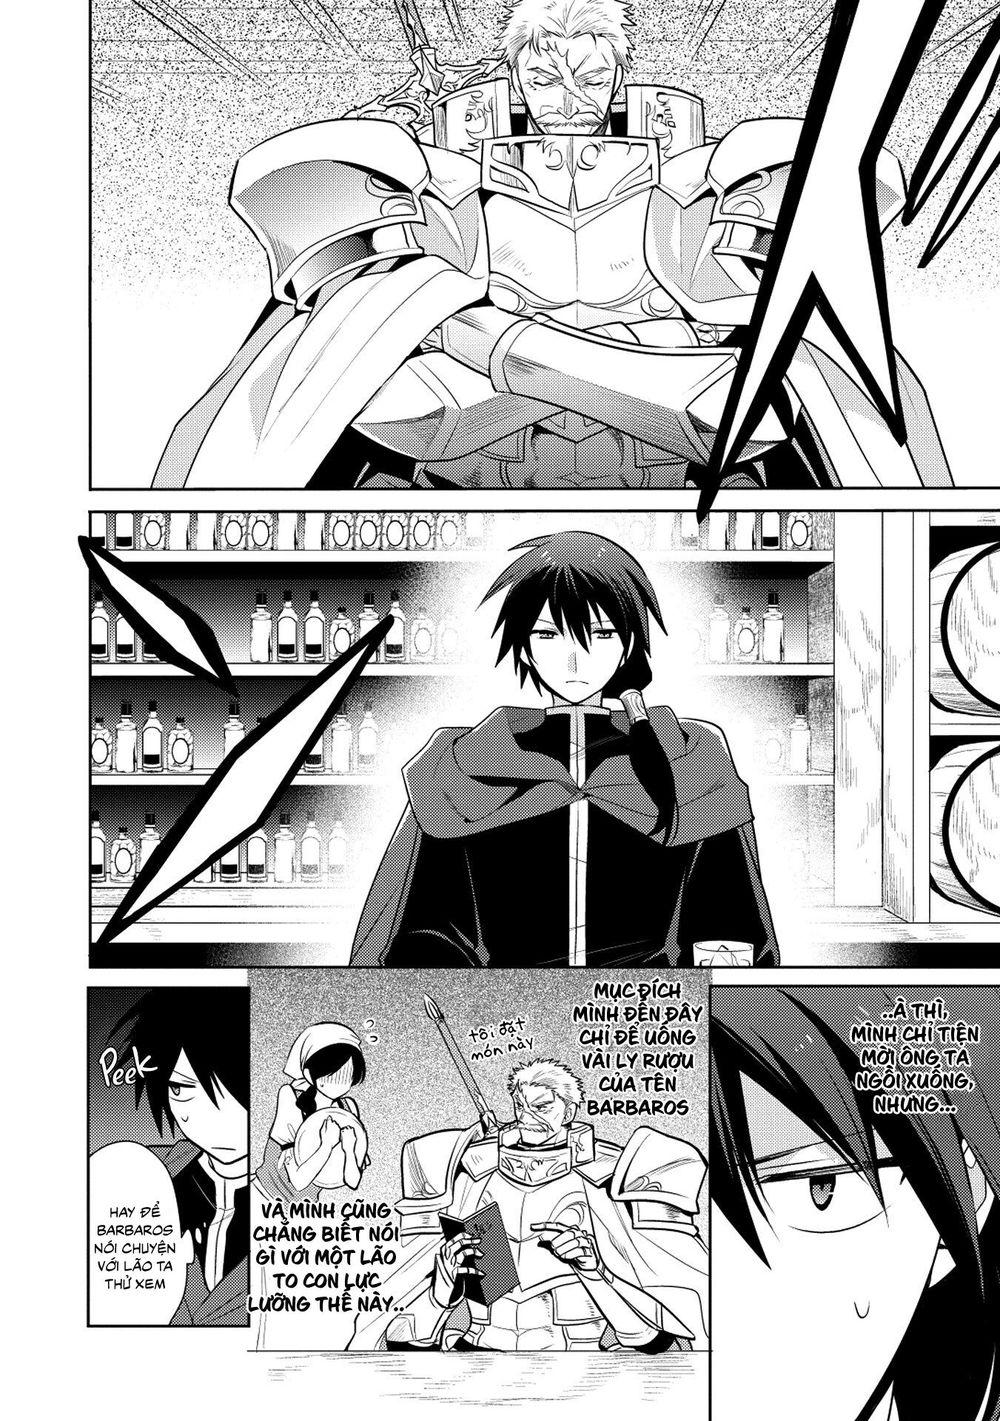 ..À THÌ,
MÌNH CHỈ TIỆN
MỜI ÔNG TA
NGỒI XUỐNG,
NHƯNG...
MỤC ĐÍCH
MÌNH ĐẾN ĐÂY
CHỈ ĐỂ UỐNG
VÀI LY RƯỢU
CỦA TÊN
BARBAROS
tôi đặt
món này
VÀ MÌNH CŨNG
CHẲNG BIẾT NÓI
GÌ VỚI MỘT LÃO
TO CON LỰC
LƯỠNG THẾ NÀY..
Peek
HAY ĐỂ
BARBAROS
NÓI CHUYỆN
VỚI LÃO TA
THỬ XEM